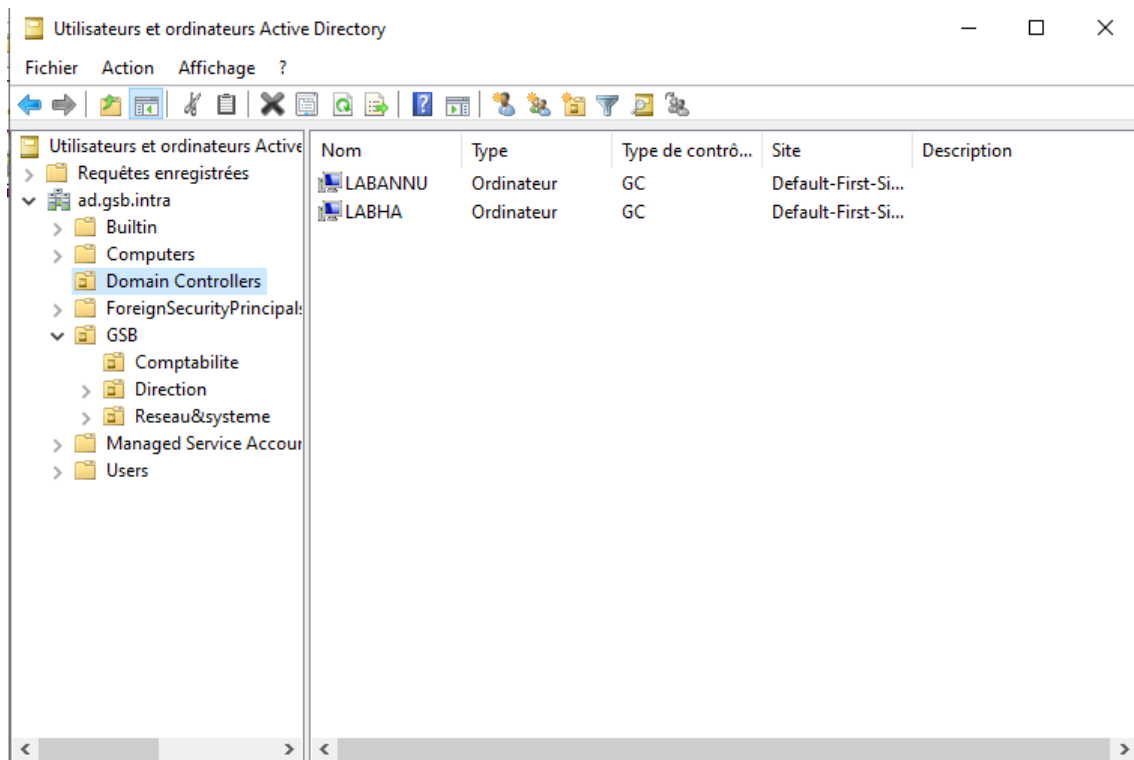 Utilisateurs et ordinateurs Active Directory
Fichier Action Affichage ?
Utilisateurs et ordinateurs Active
Requêtes enregistrées
ad.gsb.intra
Builtin
Computers
Domain Controllers
ForeignSecurityPrincipals
GSB
Comptabilite
Direction
Reseau&systeme
Managed Service Accour
Users
Nom Type Type de contrô... Site Description
LABANNU Ordinateur GC Default-First-Si...
LABHA Ordinateur GC Default-First-Si...